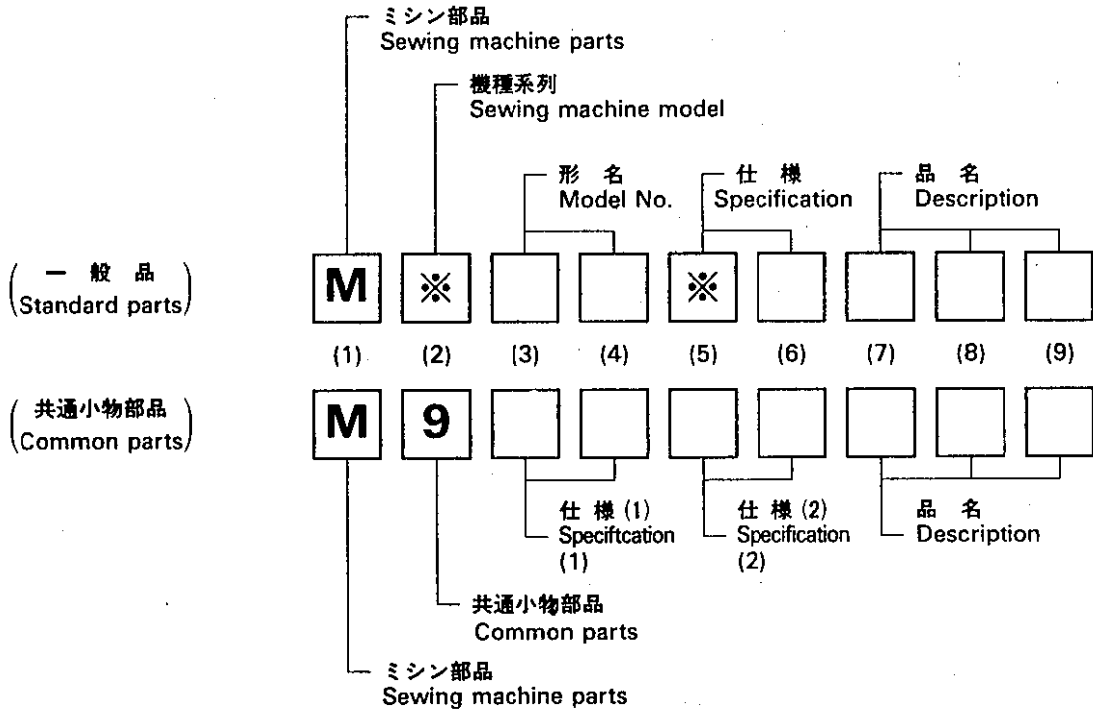 ミシン部品
Sewing machine parts
機種系列
Sewing machine model
形 名
Model No.
仕 様
Specification
品 名
Description
(一 般 品)
(Standard parts)
M ※ ※
(1) (2) (3) (4) (5) (6) (7) (8) (9)
(共通小物部品)
(Common parts)
M 9
仕 様 (1)
Speciftcation
(1)
仕 様 (2)
Specification
(2)
品 名
Description
共通小物部品
Common parts
ミシン部品
Sewing machine parts